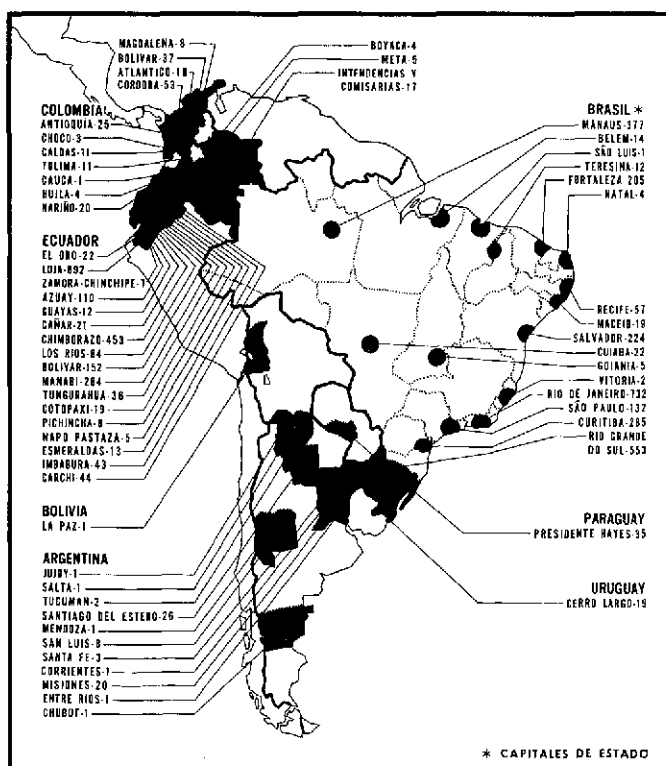 MAGDALENA-8
BOLIVAR-37
ATLANTICO-18
CORDOBA-53
BOYACA-4
META-5
INTENDENCIAS Y
COMISARIAS-17
COLOMBIA
ANTIOQUIA-25
CHOCO-3
CALDAS-11
TOLIMA-11
CAUCA-1
HUILA-4
NARIÑO-20
ECUADOR
EL ORO-22
LOJA-892
ZAMORA-CHINCHIPE-7
AZUAY-110
GUAYAS-12
CAÑAR-21
CHIMBORAZO-453
LOS RIOS-84
BOLIVAR-152
MANABI-284
TUNGURAHUA-36
COTOPAXI-19
PICHINCHA-8
NAPO PASTAZA-5
ESMERALDAS-13
IMBABURA-43
CARCHI-44
BOLIVIA
LA PAZ-1
ARGENTINA
JUJUY-1
SALTA-1
TUCUMAN-2
SANTIAGO DEL ESTERO-26
MENDOZA-1
SAN LUIS-8
SANTA FE-3
CORRIENTES-1
MISIONES-20
ENTRE RIOS-1
CHUBUT-1
BRASIL *
MANAUS-377
BELEM-14
SÃO LUIS-1
TERESINA-12
FORTALEZA 205
NATAL-4
RECIFE-57
MACEIO-19
SALVADOR-224
CUIABA-22
GOIANIA-5
VITORIA-2
RIO DE JANEIRO-732
SÃO PAULO-137
CURITIBA-285
RIO GRANDE
DO SUL-553
PARAGUAY
PRESIDENTE HAYES-35
URUGUAY
CERRO LARGO-19
* CAPITALES DE ESTADO